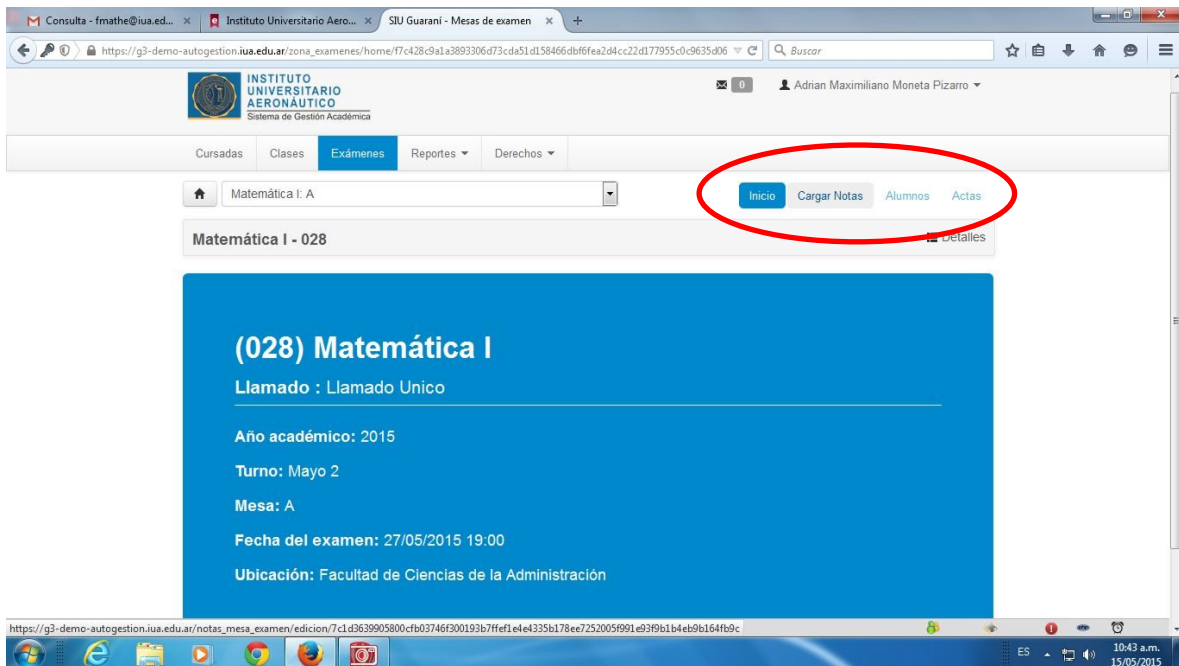 Consulta - fmathe@iua.ed... × Instituto Universitario Aero... × SIU Guaraní - Mesas de examen × +
https://g3-demo-autogestion.iua.edu.ar/zona_examenes/home/f7c428c9a1a3893306d73cda51d158466dbf6fea2d4cc22d177955c0c9635d06 Buscar
INSTITUTO
UNIVERSITARIO
AERONÁUTICO
Sistema de Gestión Académica
0 Adrian Maximiliano Moneta Pizarro
Cursadas Clases Exámenes Reportes Derechos
Matemática I: A Inicio Cargar Notas Alumnos Actas
Matemática I - 028 Detalles
(028) Matemática I
Llamado : Llamado Unico
Año académico: 2015
Turno: Mayo 2
Mesa: A
Fecha del examen: 27/05/2015 19:00
Ubicación: Facultad de Ciencias de la Administración
https://g3-demo-autogestion.iua.edu.ar/notas_mesa_examen/edicion/7c1d3639905800cfb03746f300193b7ffef1e4e4335b178ee7252005f991e93f9b1b4eb9b164fb9c
ES 10:43 a.m.
15/05/2015